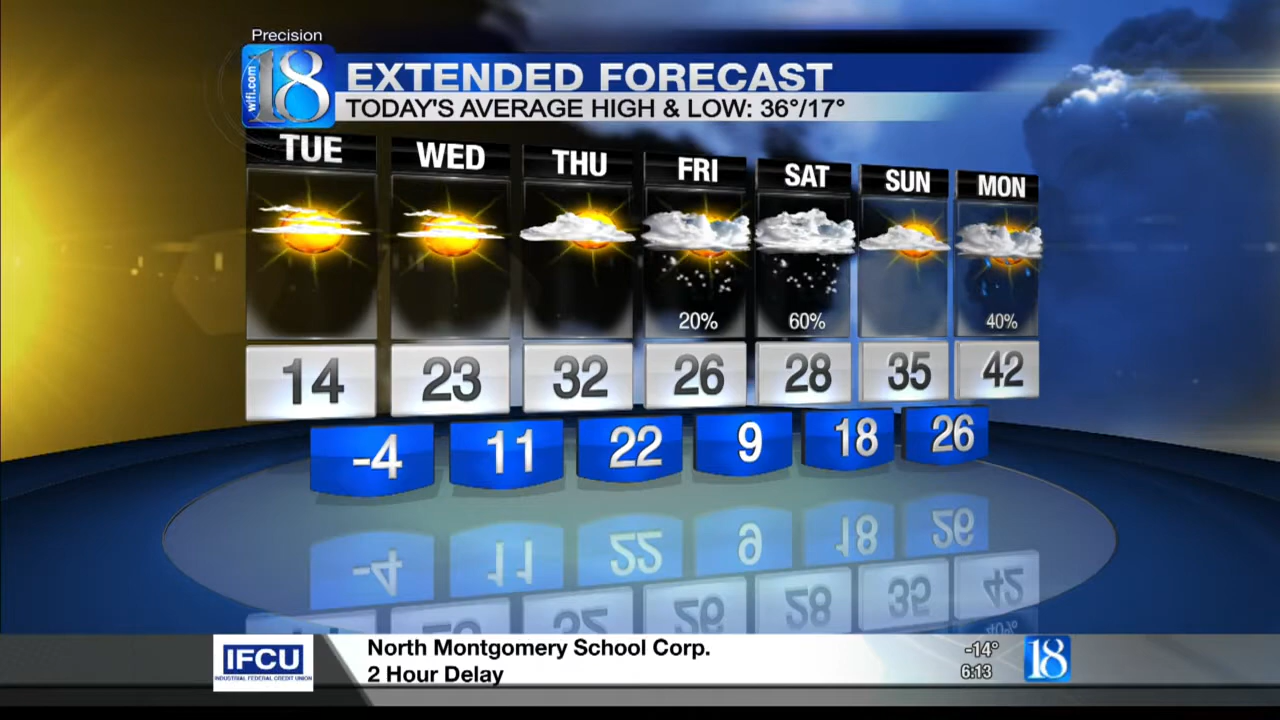 Precision
wlfi.com
18
EXTENDED FORECAST
TODAY'S AVERAGE HIGH & LOW: 36°/17°
TUE WED THU FRI SAT SUN MON
20% 60% 40%
14 23 32 26 28 35 42
-4 11 22 9 18 26
IFCU
INDUSTRIAL FEDERAL CREDIT UNION
North Montgomery School Corp.
2 Hour Delay
-14°
6:13
18